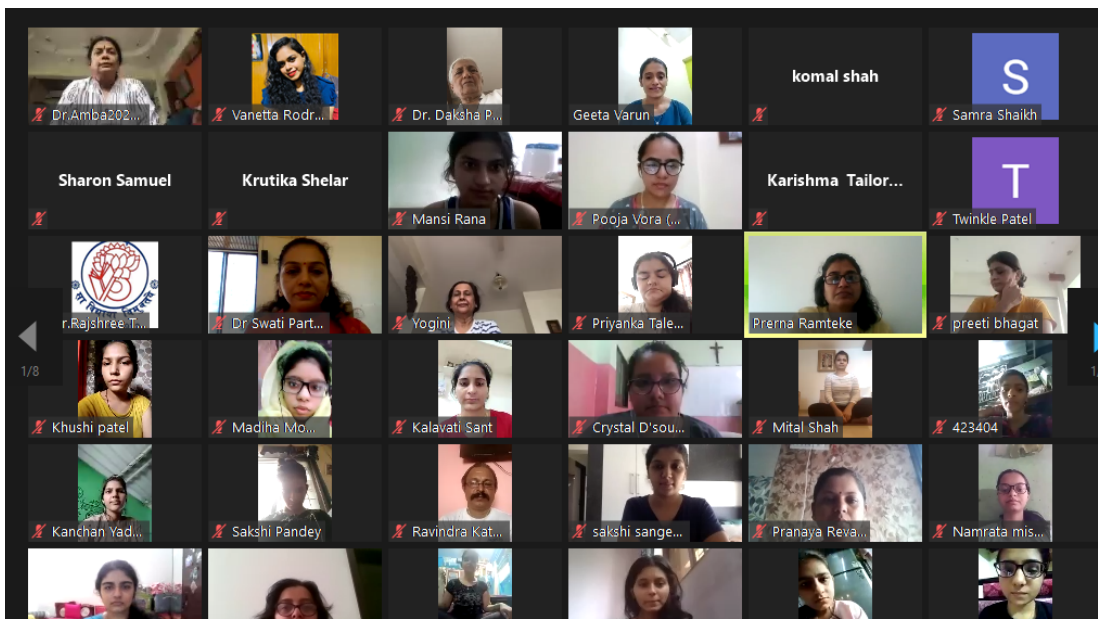 Dr.Amba202...
Vanetta Rodr...
Dr. Daksha P...
Geeta Varun
komal shah
S
Samra Shaikh
Sharon Samuel
Krutika Shelar
Mansi Rana
Pooja Vora (...
Karishma Tailor...
T
Twinkle Patel
r.Rajshree T...
Dr Swati Part...
Yogini
Priyanka Tale...
Prerna Ramteke
preeti bhagat
1/8
Khushi patel
Madiha Mo...
Kalavati Sant
Crystal D'sou...
Mital Shah
423404
Kanchan Yad...
Sakshi Pandey
Ravindra Kat...
sakshi sange...
Pranaya Reva...
Namrata mis...